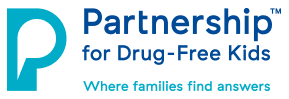 Partnership™
for Drug-Free Kids
Where families find answers